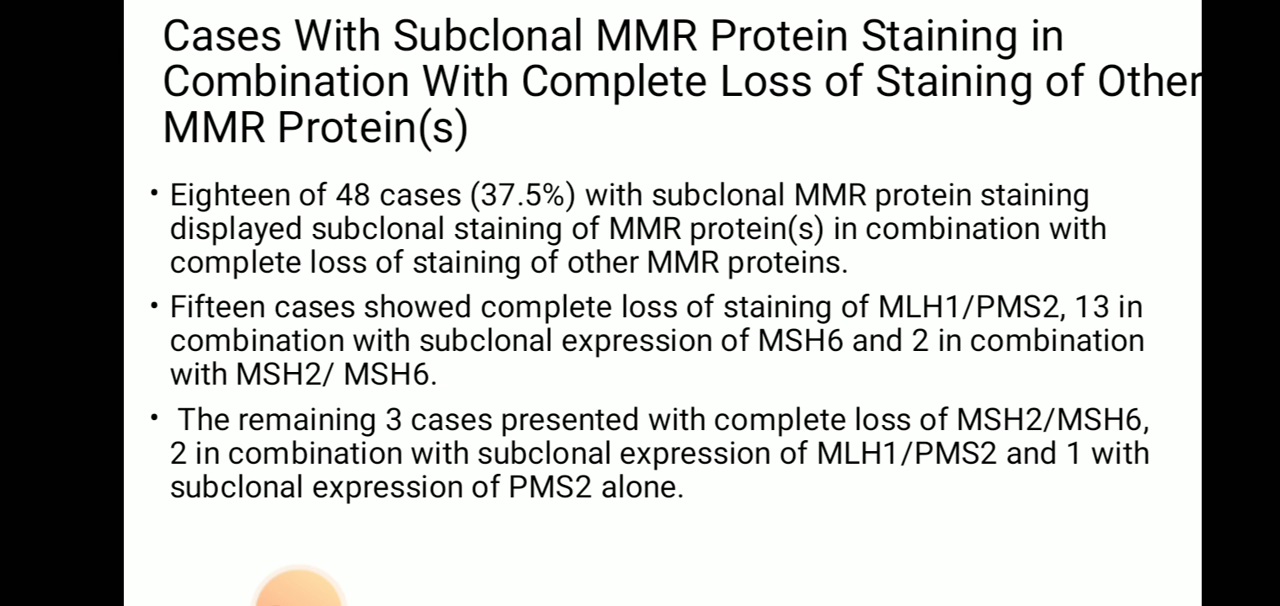 Cases With Subclonal MMR Protein Staining in
Combination With Complete Loss of Staining of Other
MMR Protein(s)
• Eighteen of 48 cases (37.5%) with subclonal MMR protein staining
displayed subclonal staining of MMR protein(s) in combination with
complete loss of staining of other MMR proteins.
• Fifteen cases showed complete loss of staining of MLH1/PMS2, 13 in
combination with subclonal expression of MSH6 and 2 in combination
with MSH2/ MSH6.
• The remaining 3 cases presented with complete loss of MSH2/MSH6,
2 in combination with subclonal expression of MLH1/PMS2 and 1 with
subclonal expression of PMS2 alone.